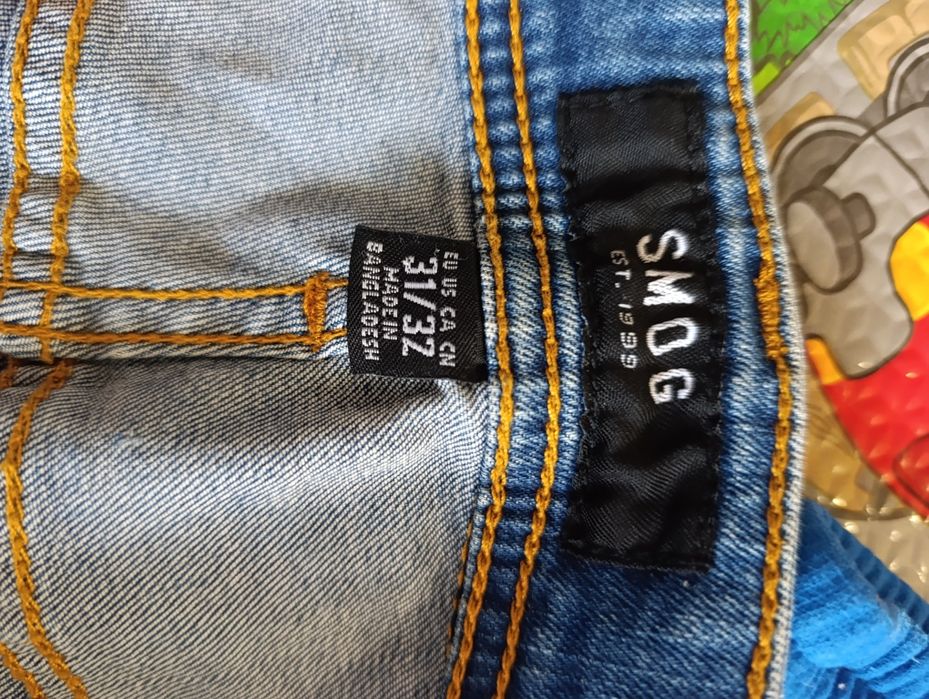 SMOG
EST. 1999
EU US CA CN
31/32
MADE IN
BANGLADESH